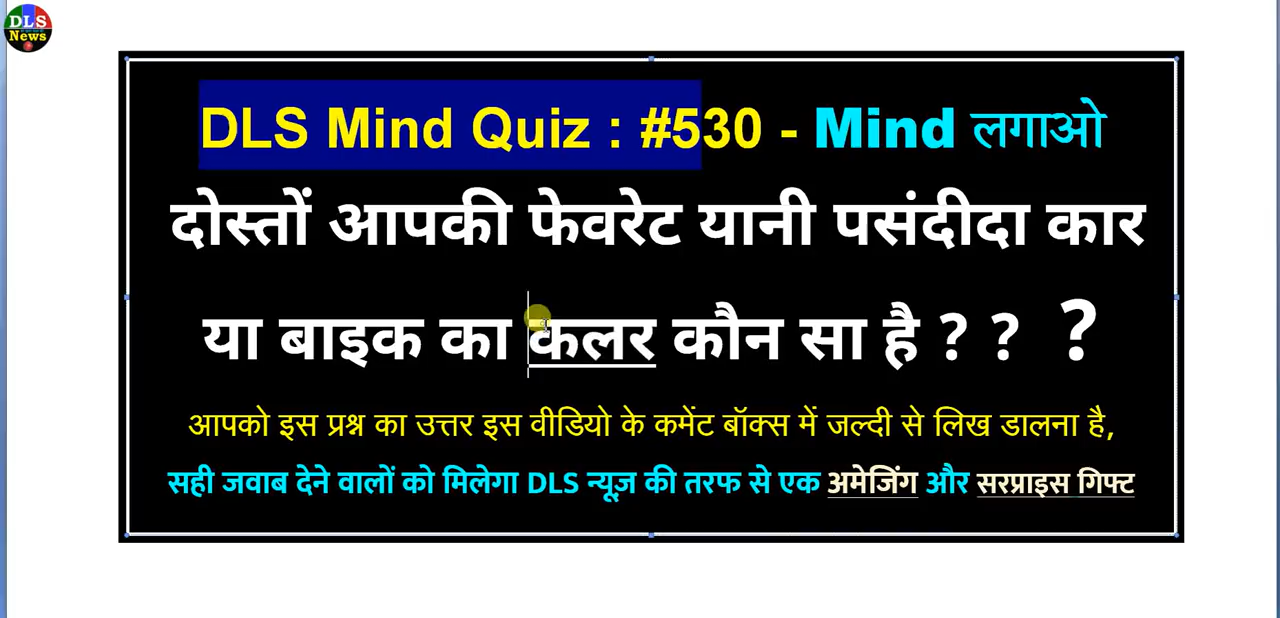 DLS
News
DLS Mind Quiz : #530 - Mind लगाओ
दोस्तों आपकी फेवरेट यानी पसंदीदा कार
या बाइक का कलर कौन सा है ? ? ?
आपको इस प्रश्न का उत्तर इस वीडियो के कमेंट बॉक्स में जल्दी से लिख डालना है,
सही जवाब देने वालों को मिलेगा DLS न्यूज़ की तरफ से एक अमेजिंग और सरप्राइस गिफ्ट